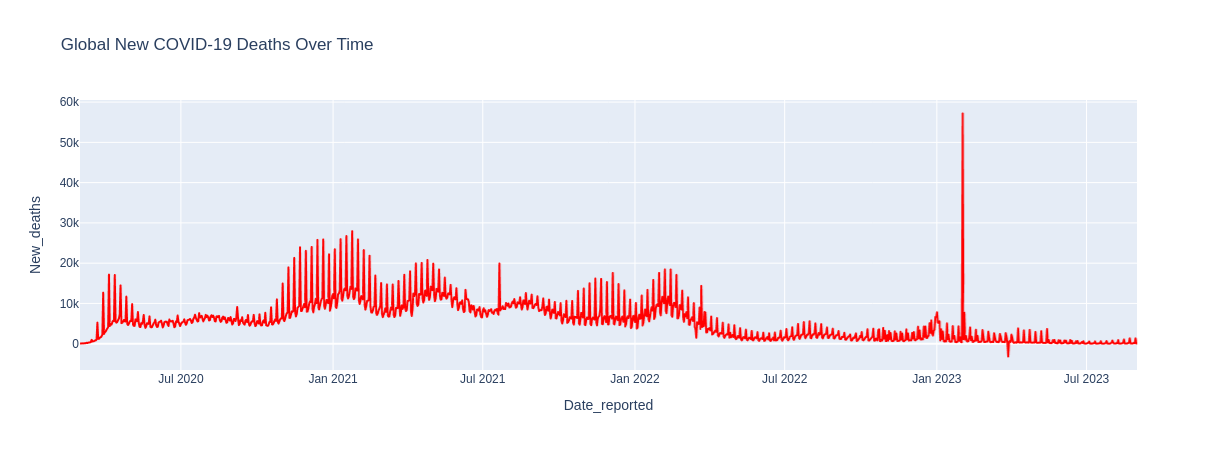 Global New COVID-19 Deaths Over Time
60k
50k
40k
30k
20k
10k
0
New_deaths
Jul 2020 Jan 2021 Jul 2021 Jan 2022 Jul 2022 Jan 2023 Jul 2023
Date_reported